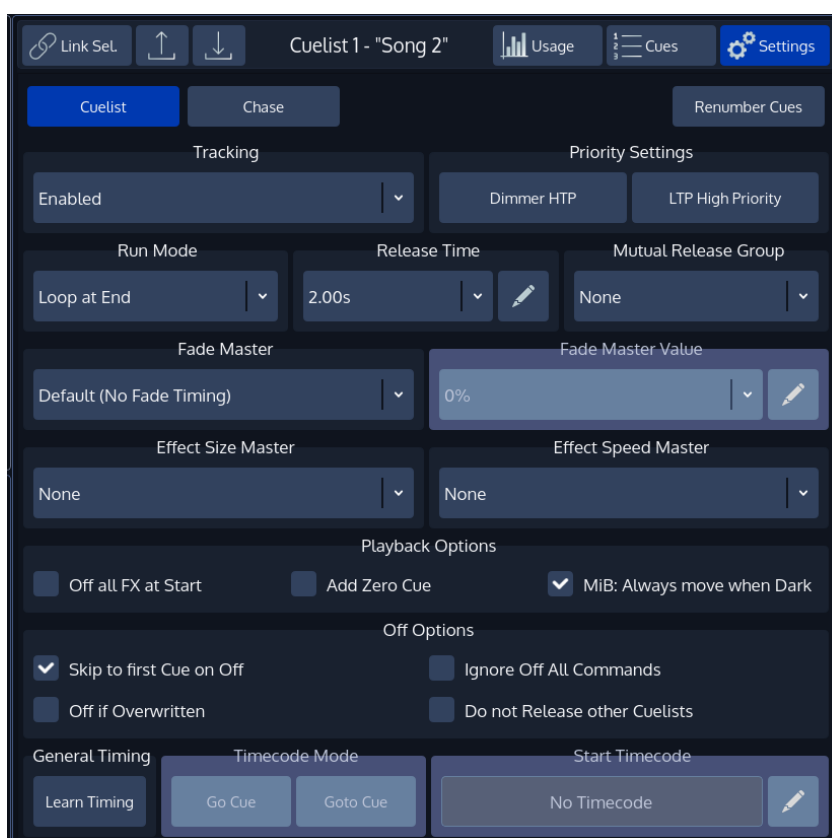 Link Sel. Cuelist 1 - "Song 2" Usage 1 2 3 Cues Settings
Cuelist Chase Renumber Cues
Tracking Priority Settings
Enabled Dimmer HTP LTP High Priority
Run Mode Release Time Mutual Release Group
Loop at End 2.00s None
Fade Master Fade Master Value
Default (No Fade Timing) 0%
Effect Size Master Effect Speed Master
None None
Playback Options
Off all FX at Start Add Zero Cue MiB: Always move when Dark
Off Options
Skip to first Cue on Off Ignore Off All Commands
Off if Overwritten Do not Release other Cuelists
General Timing Timecode Mode Start Timecode
Learn Timing Go Cue Goto Cue No Timecode